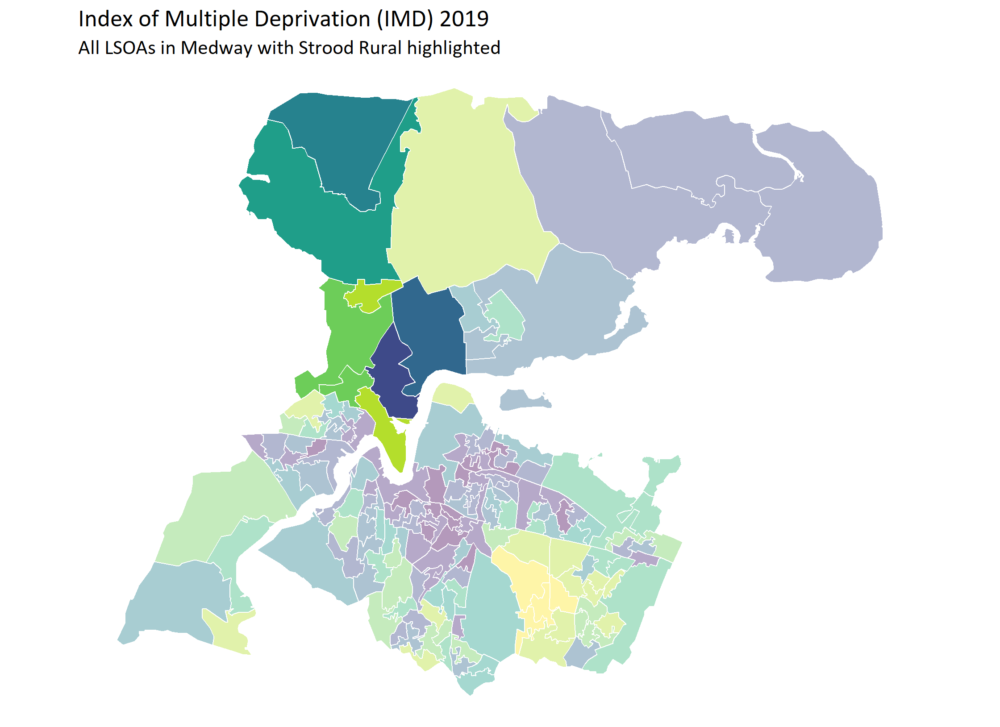 Index of Multiple Deprivation (IMD) 2019
All LSOAs in Medway with Strood Rural highlighted